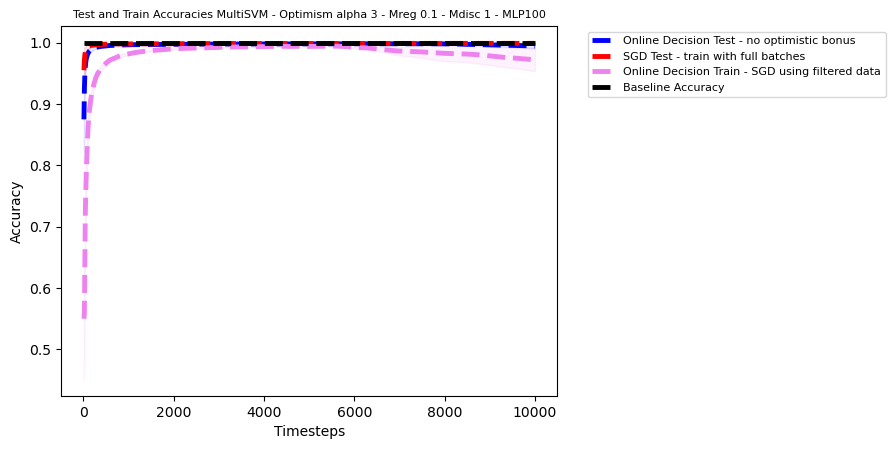 Test and Train Accuracies MultiSVM - Optimism alpha 3 - Mreg 0.1 - Mdisc 1 - MLP100
Online Decision Test - no optimistic bonus
SGD Test - train with full batches
Online Decision Train - SGD using filtered data
Baseline Accuracy
Accuracy
1.0
0.9
0.8
0.7
0.6
0.5
0 2000 4000 6000 8000 10000
Timesteps